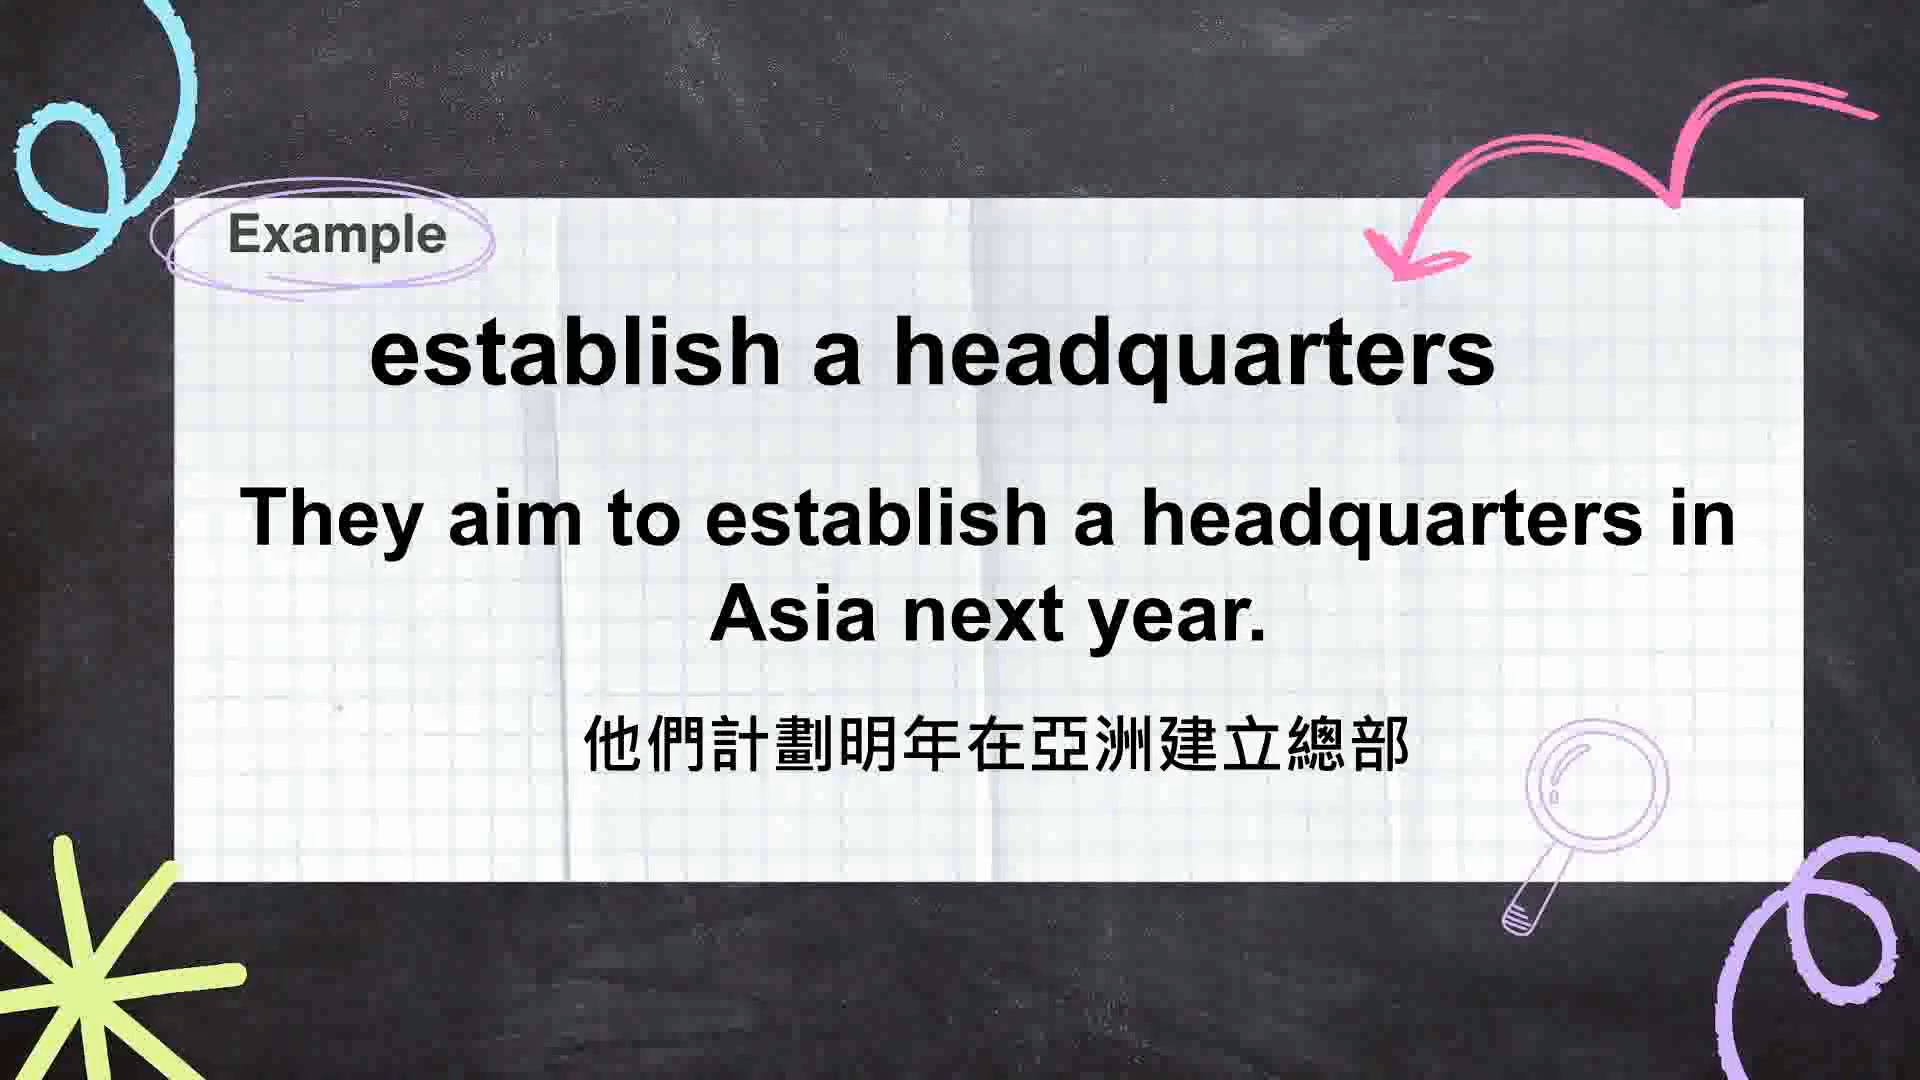 Example
establish a headquarters
They aim to establish a headquarters in
Asia next year.
他們計劃明年在亞洲建立總部